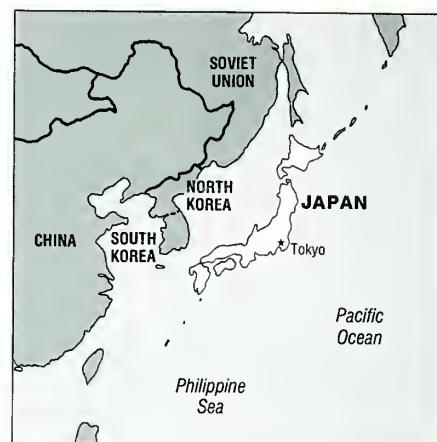 SOVIET
UNION
NORTH
KOREA
JAPAN
CHINA
SOUTH
KOREA
Tokyo
Pacific
Ocean
Philippine
Sea